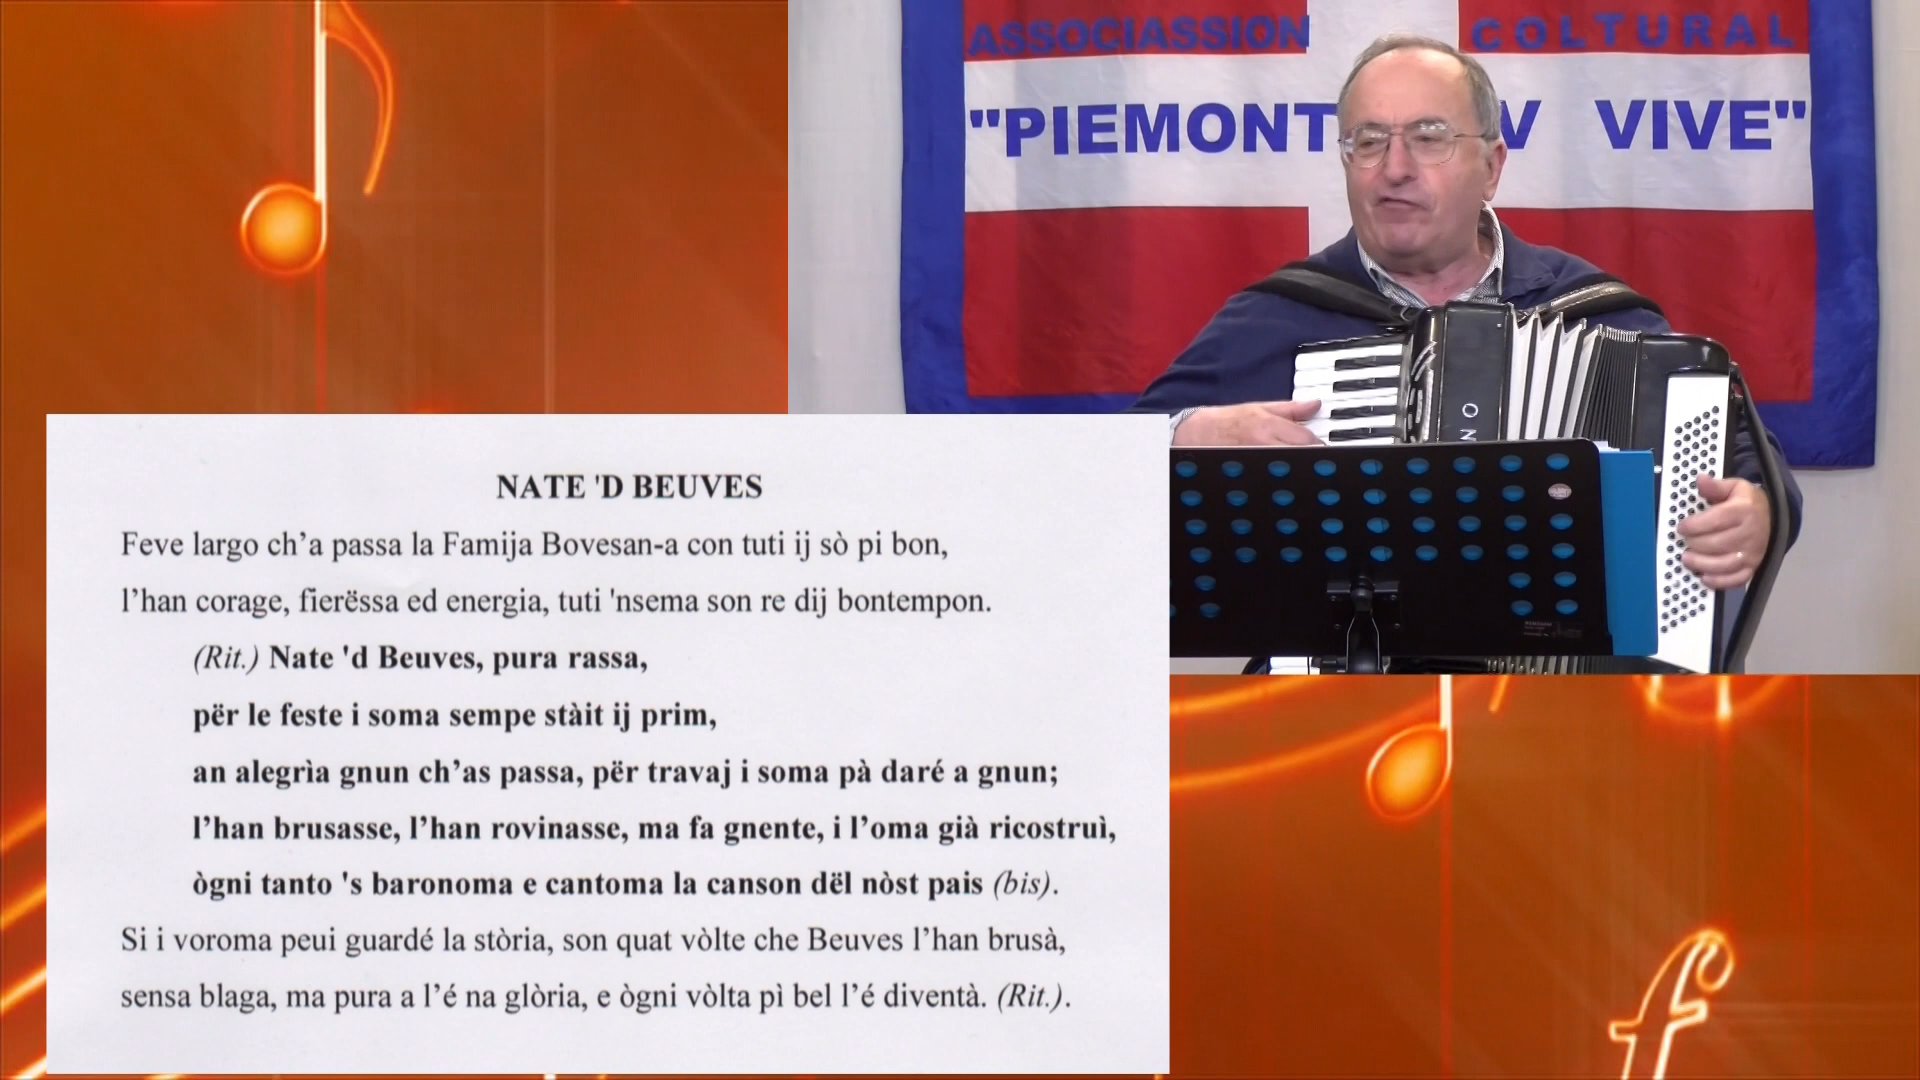 ASSOCIASSION COLTURAL
"PIEMONT V VIVE"
NATE 'D BEUVES
Feve largo ch’a passa la Famija Bovesan-a con tuti ij sò pi bon,
l’han corage, fierëssa ed energia, tuti 'nsema son re dij bontempon.
(Rit.) Nate 'd Beuves, pura rassa,
për le feste i soma sempe stàit ij prim,
an alegrìa gnun ch’as passa, për travaj i soma pà daré a gnun;
l’han brusasse, l’han rovinasse, ma fa gnente, i l’oma già ricostruì,
ògni tanto 's baronoma e cantoma la canson dël nòst pais (bis).
Si i voroma peui guardé la stòria, son quat vòlte che Beuves l’han brusà,
sensa blaga, ma pura a l’é na glòria, e ògni vòlta pì bel l’é diventà. (Rit.).